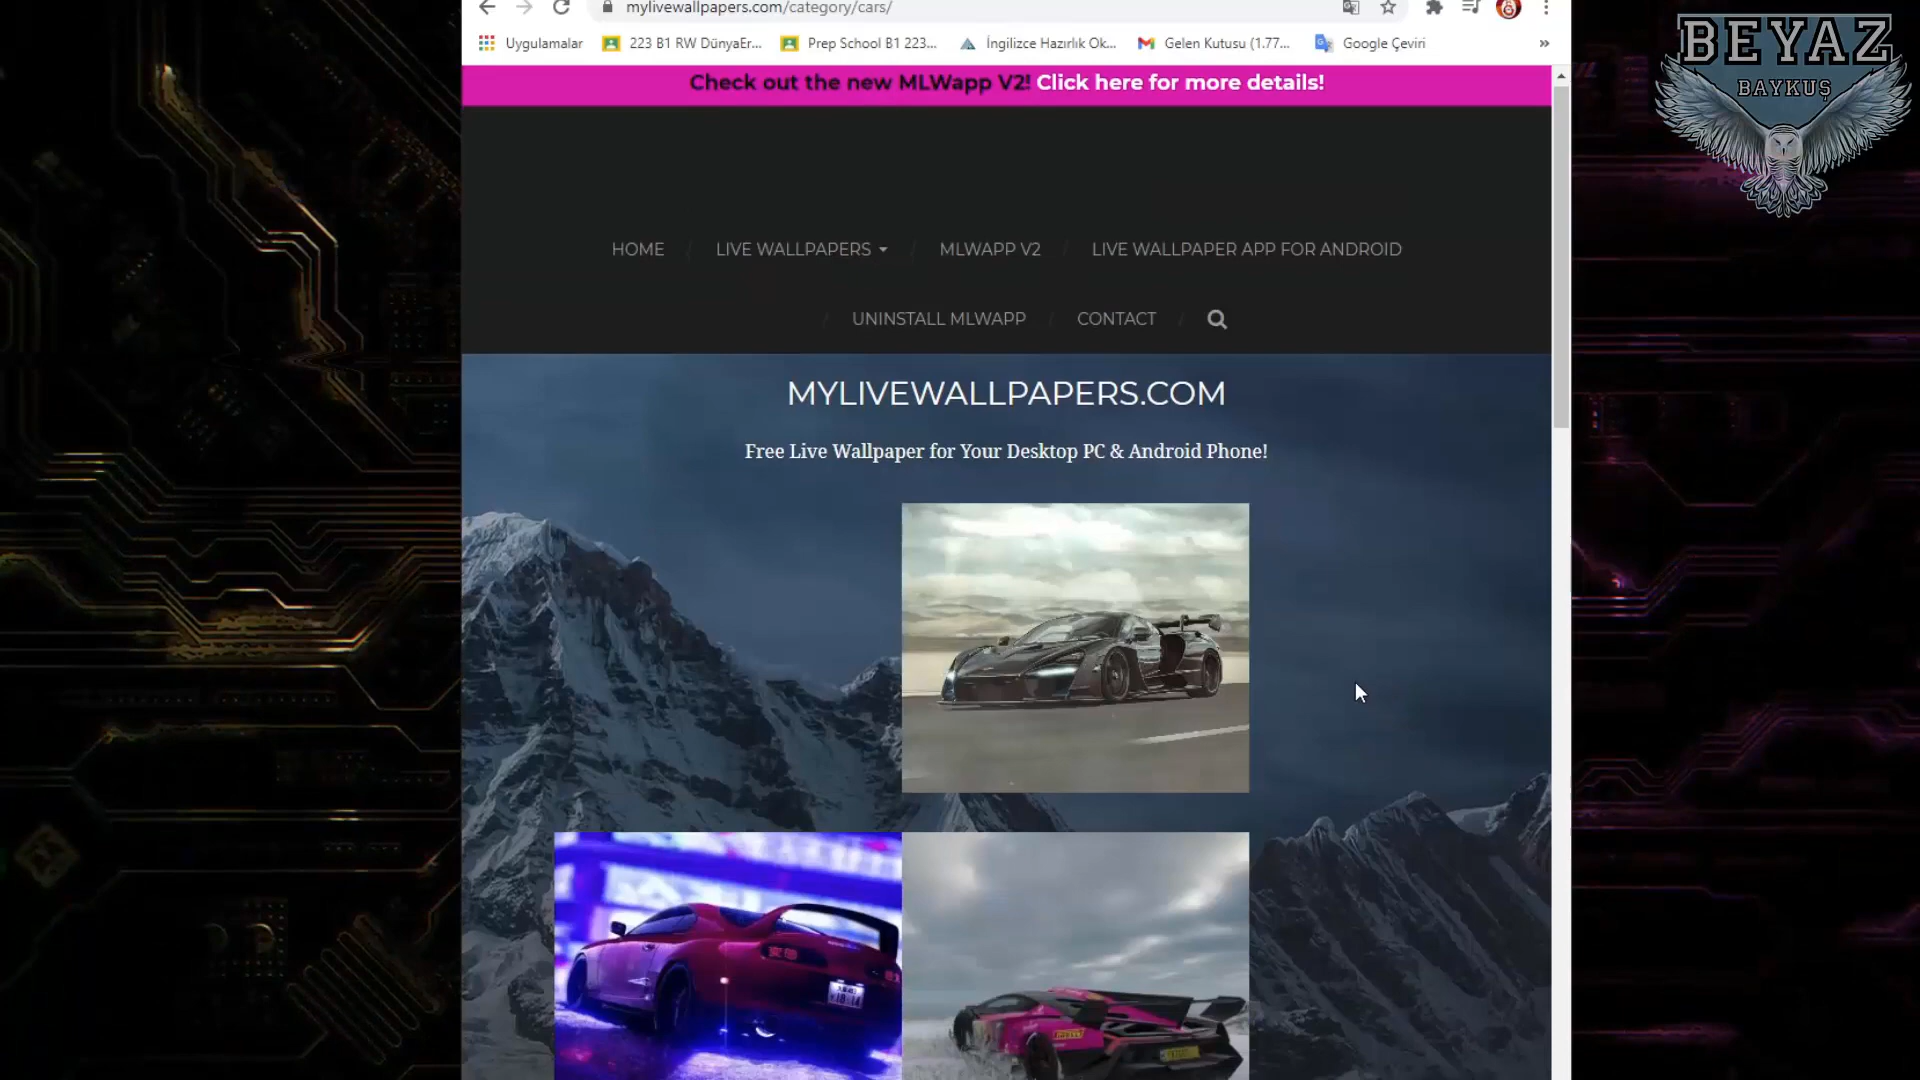 mylivewallpapers.com/category/cars/
Uygulamalar
223 B1 RW DünyaEr...
Prep School B1 223...
İngilizce Hazırlık Ok...
Gelen Kutusu (1.77...
Google Çeviri
»
Check out the new MLWapp V2! Click here for more details!
HOME / LIVE WALLPAPERS / MLWAPP V2 / LIVE WALLPAPER APP FOR ANDROID
/ UNINSTALL MLWAPP / CONTACT /
MYLIVEWALLPAPERS.COM
Free Live Wallpaper for Your Desktop PC & Android Phone!
BEYAZ
BAYKUŞ